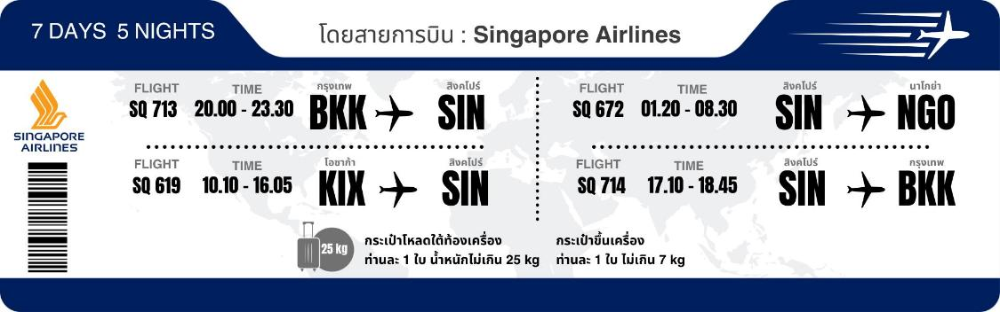 7 DAYS 5 NIGHTS
โดยสายการบิน : Singapore Airlines
SINGAPORE
AIRLINES
FLIGHT TIME กรุงเทพ สิงคโปร์
SQ 713 20.00 - 23.30 BKK SIN
FLIGHT TIME สิงคโปร์ นาโกย่า
SQ 672 01.20 - 08.30 SIN NGO
FLIGHT TIME โอซาก้า สิงคโปร์
SQ 619 10.10 - 16.05 KIX SIN
FLIGHT TIME สิงคโปร์ กรุงเทพ
SQ 714 17.10 - 18.45 SIN BKK
25 kg
กระเป๋าโหลดใต้ท้องเครื่อง
ท่านละ 1 ใบ น้ำหนักไม่เกิน 25 kg
กระเป๋าขึ้นเครื่อง
ท่านละ 1 ใบ ไม่เกิน 7 kg